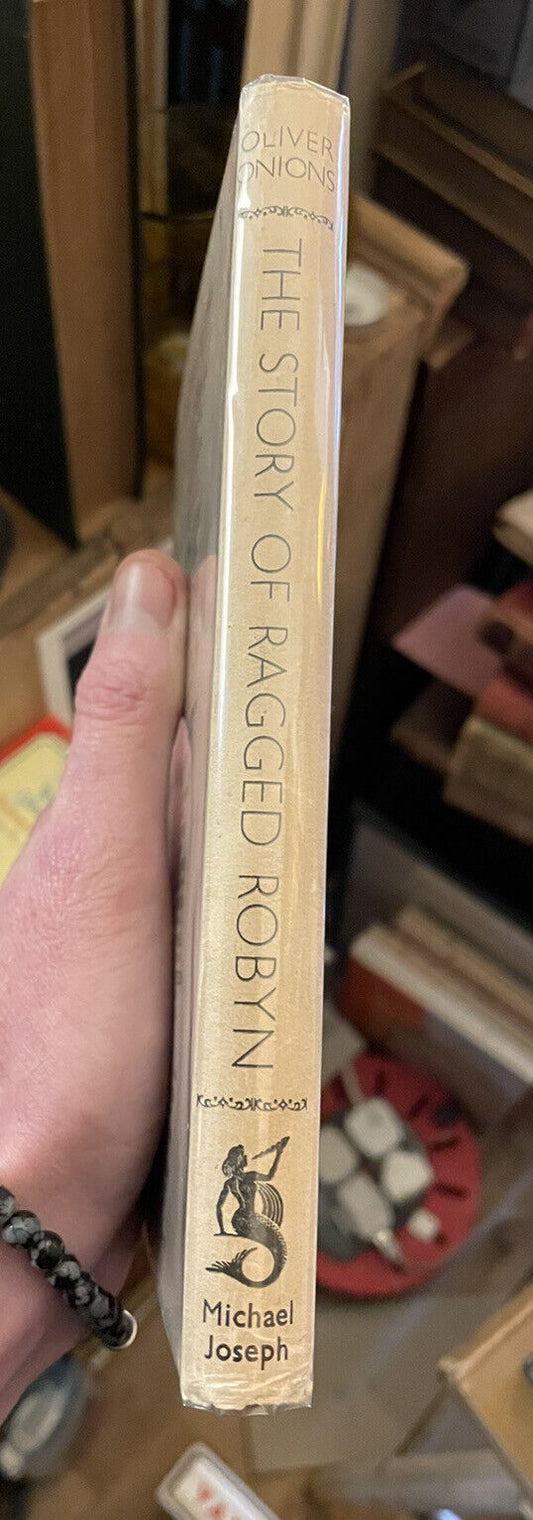 OLIVER
ONIONS
THE STORY OF RAGGED ROBYN
Michael
Joseph